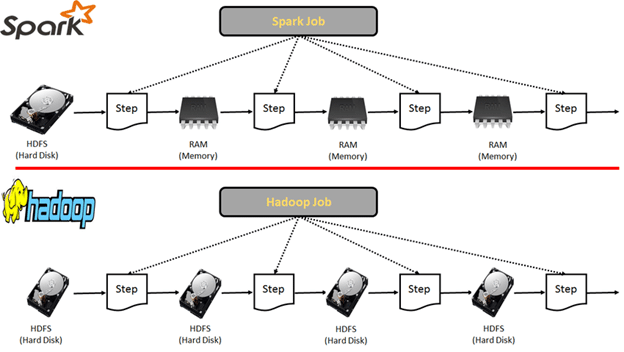 Spark
Spark Job
Step
Step
Step
Step
HDFS
(Hard Disk)
RAM
(Memory)
RAM
(Memory)
RAM
(Memory)
hadoop
Hadoop Job
Step
Step
Step
Step
HDFS
(Hard Disk)
HDFS
(Hard Disk)
HDFS
(Hard Disk)
HDFS
(Hard Disk)